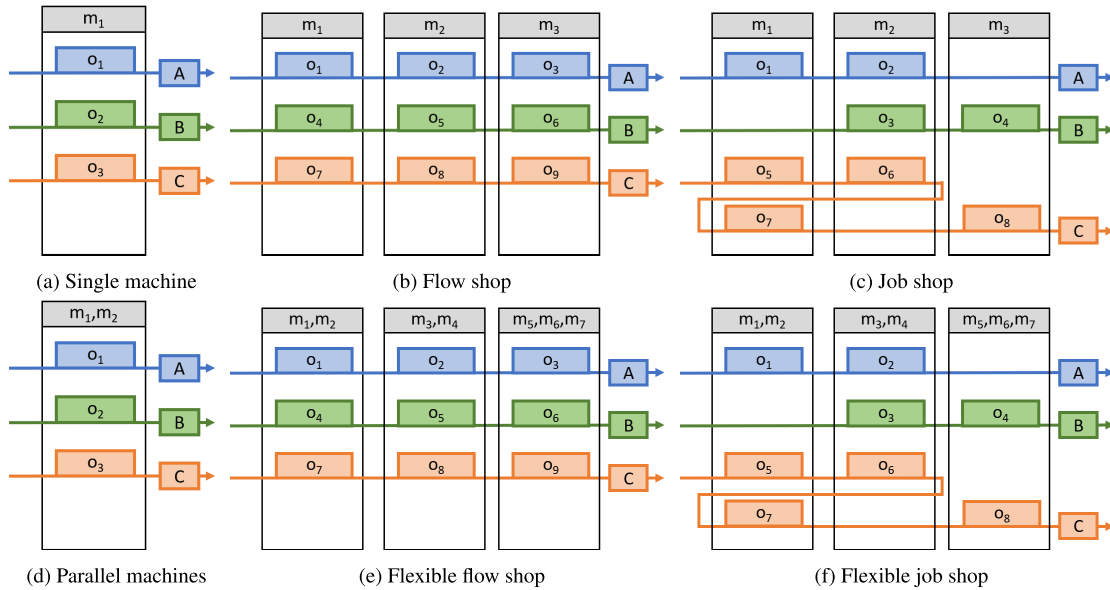 m1 m1 m2 m3 m1 m2 m3
o1 A o1 o2 o3 A o1 o2 A
o2 B o4 o5 o6 B o3 o4 B
o3 C o7 o8 o9 C o5 o6
o7 o8 C
(a) Single machine (b) Flow shop (c) Job shop
m1,m2 m1,m2 m3,m4 m5,m6,m7 m1,m2 m3,m4 m5,m6,m7
o1 A o1 o2 o3 A o1 o2 A
o2 B o4 o5 o6 B o3 o4 B
o3 C o7 o8 o9 C o5 o6
o7 o8 C
(d) Parallel machines (e) Flexible flow shop (f) Flexible job shop